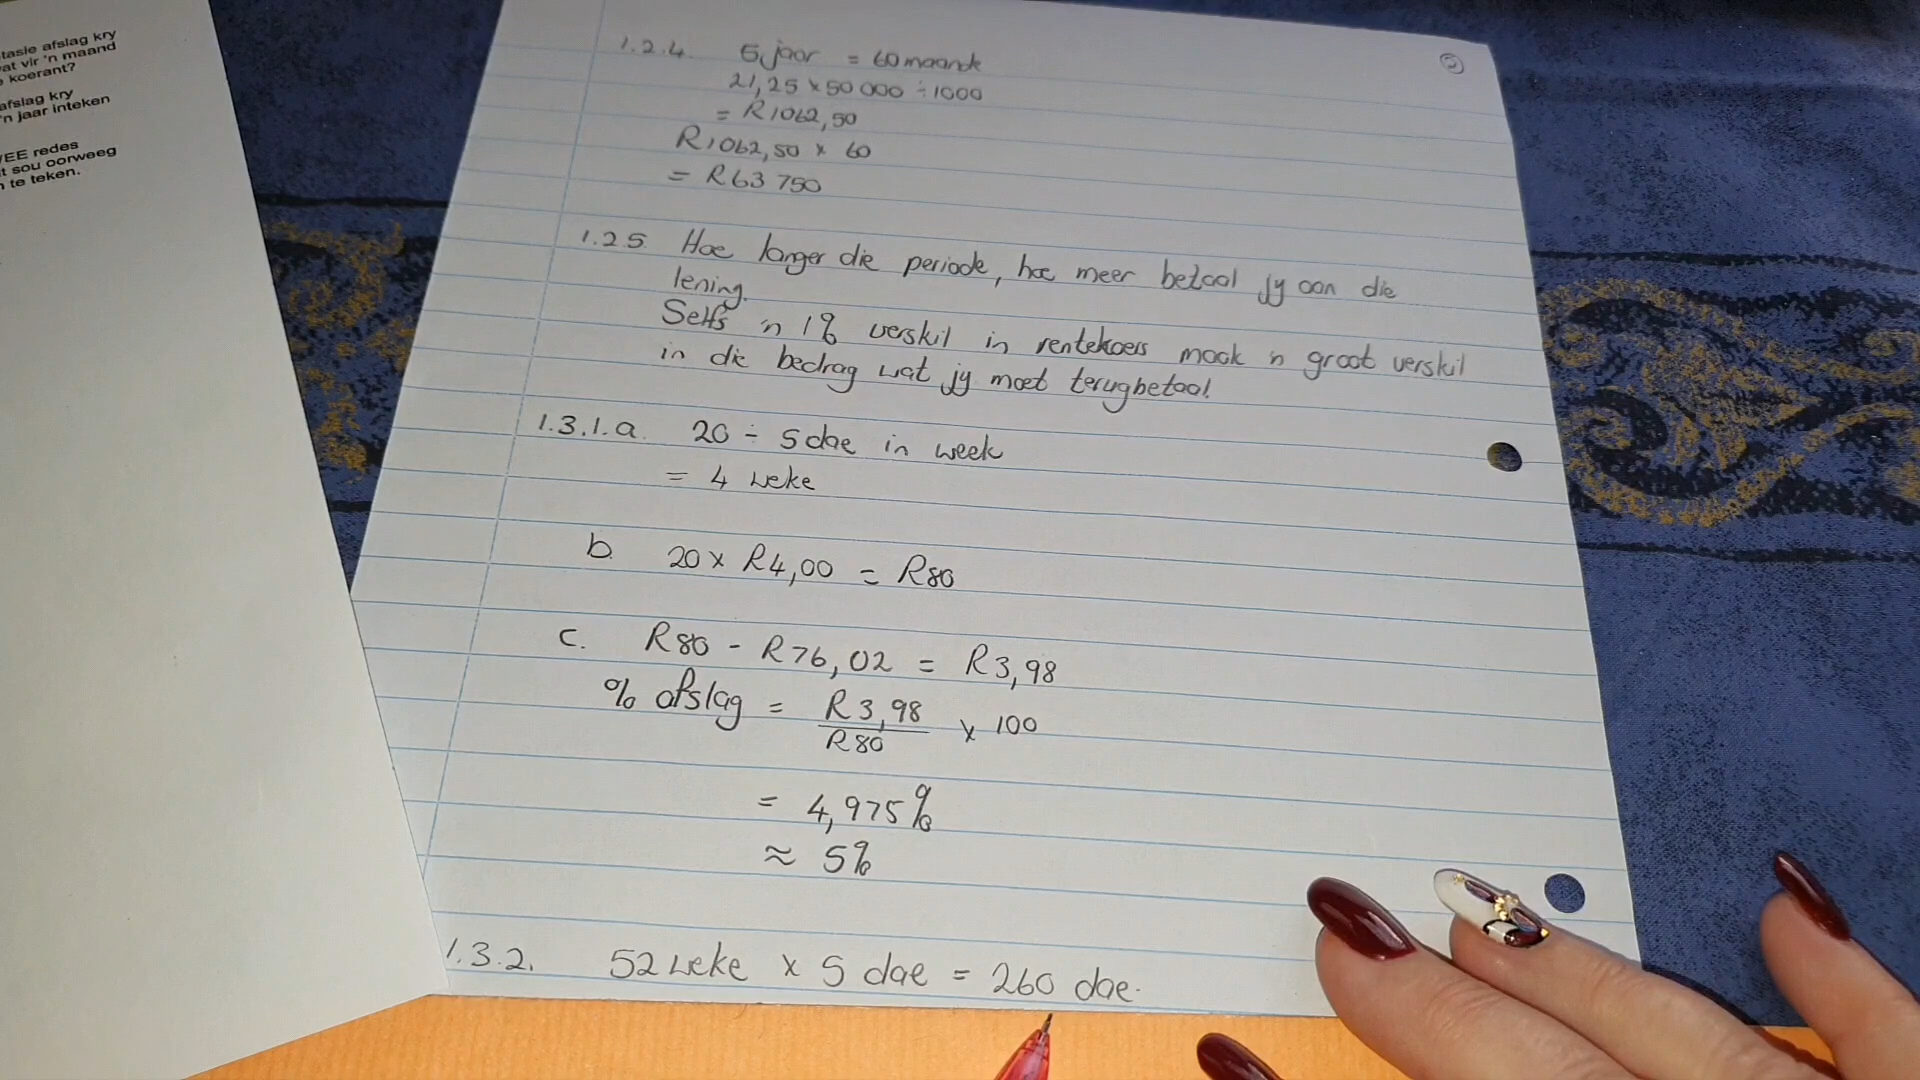 tasie afslag kry
at vir 'n maand
koerant?
afslag kry
'n jaar inteken
EE redes
t sou oorweeg
te teken.
2
1.2.4. 5 jaar = 60 maande
21,25 x 50 000 ÷ 1000
= R1062,50
R1062,50 x 60
= R63 750
1.2.5. Hoe langer die periode, hoe meer betaal jy aan die
lening.
Selfs 'n 1% verskil in rentekoers maak 'n groot verskil
in die bedrag wat jy moet terugbetaal.
1.3.1.a. 20 ÷ 5 dae in week
= 4 weke
b. 20 x R4,00 = R80
c. R80 - R76,02 = R3,98
% afslag = R3,98 x 100
R80
= 4,975%
≈ 5%
1.3.2. 52 weke x 5 dae = 260 dae.